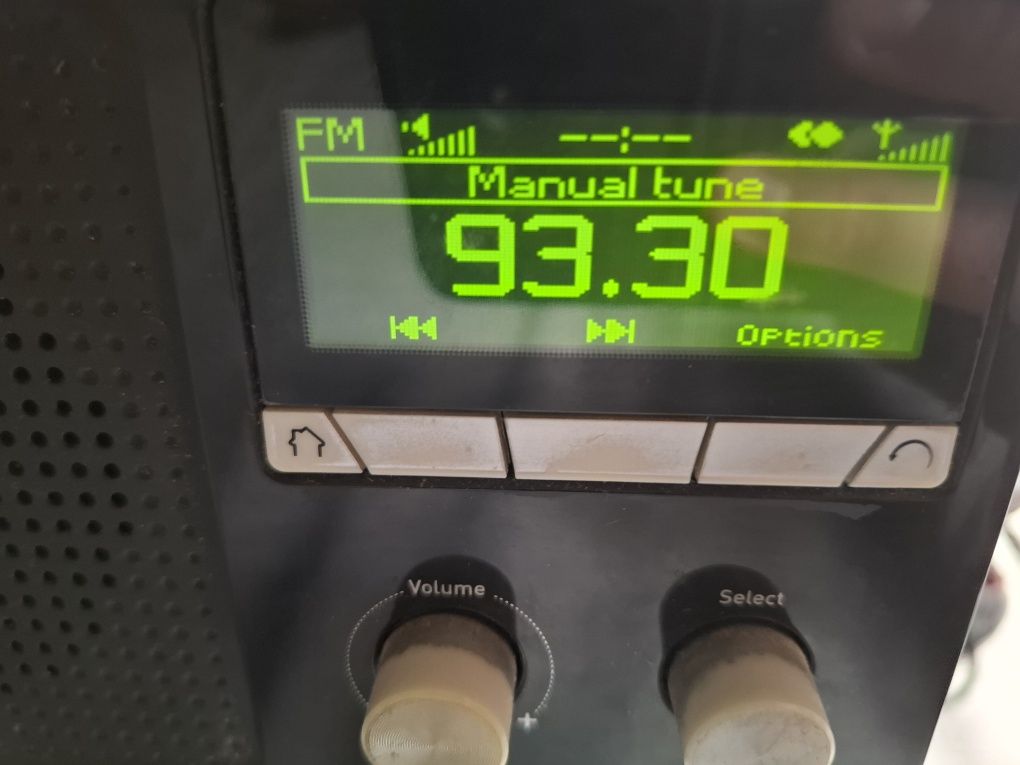 FM --:--
Manual tune
93.30
Options
Volume
Select